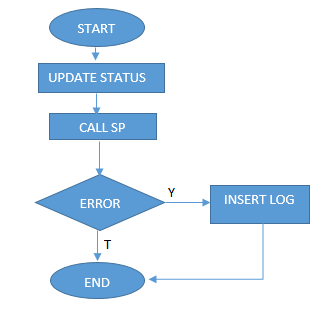 START
UPDATE STATUS
CALL SP
ERROR
Y
INSERT LOG
T
END